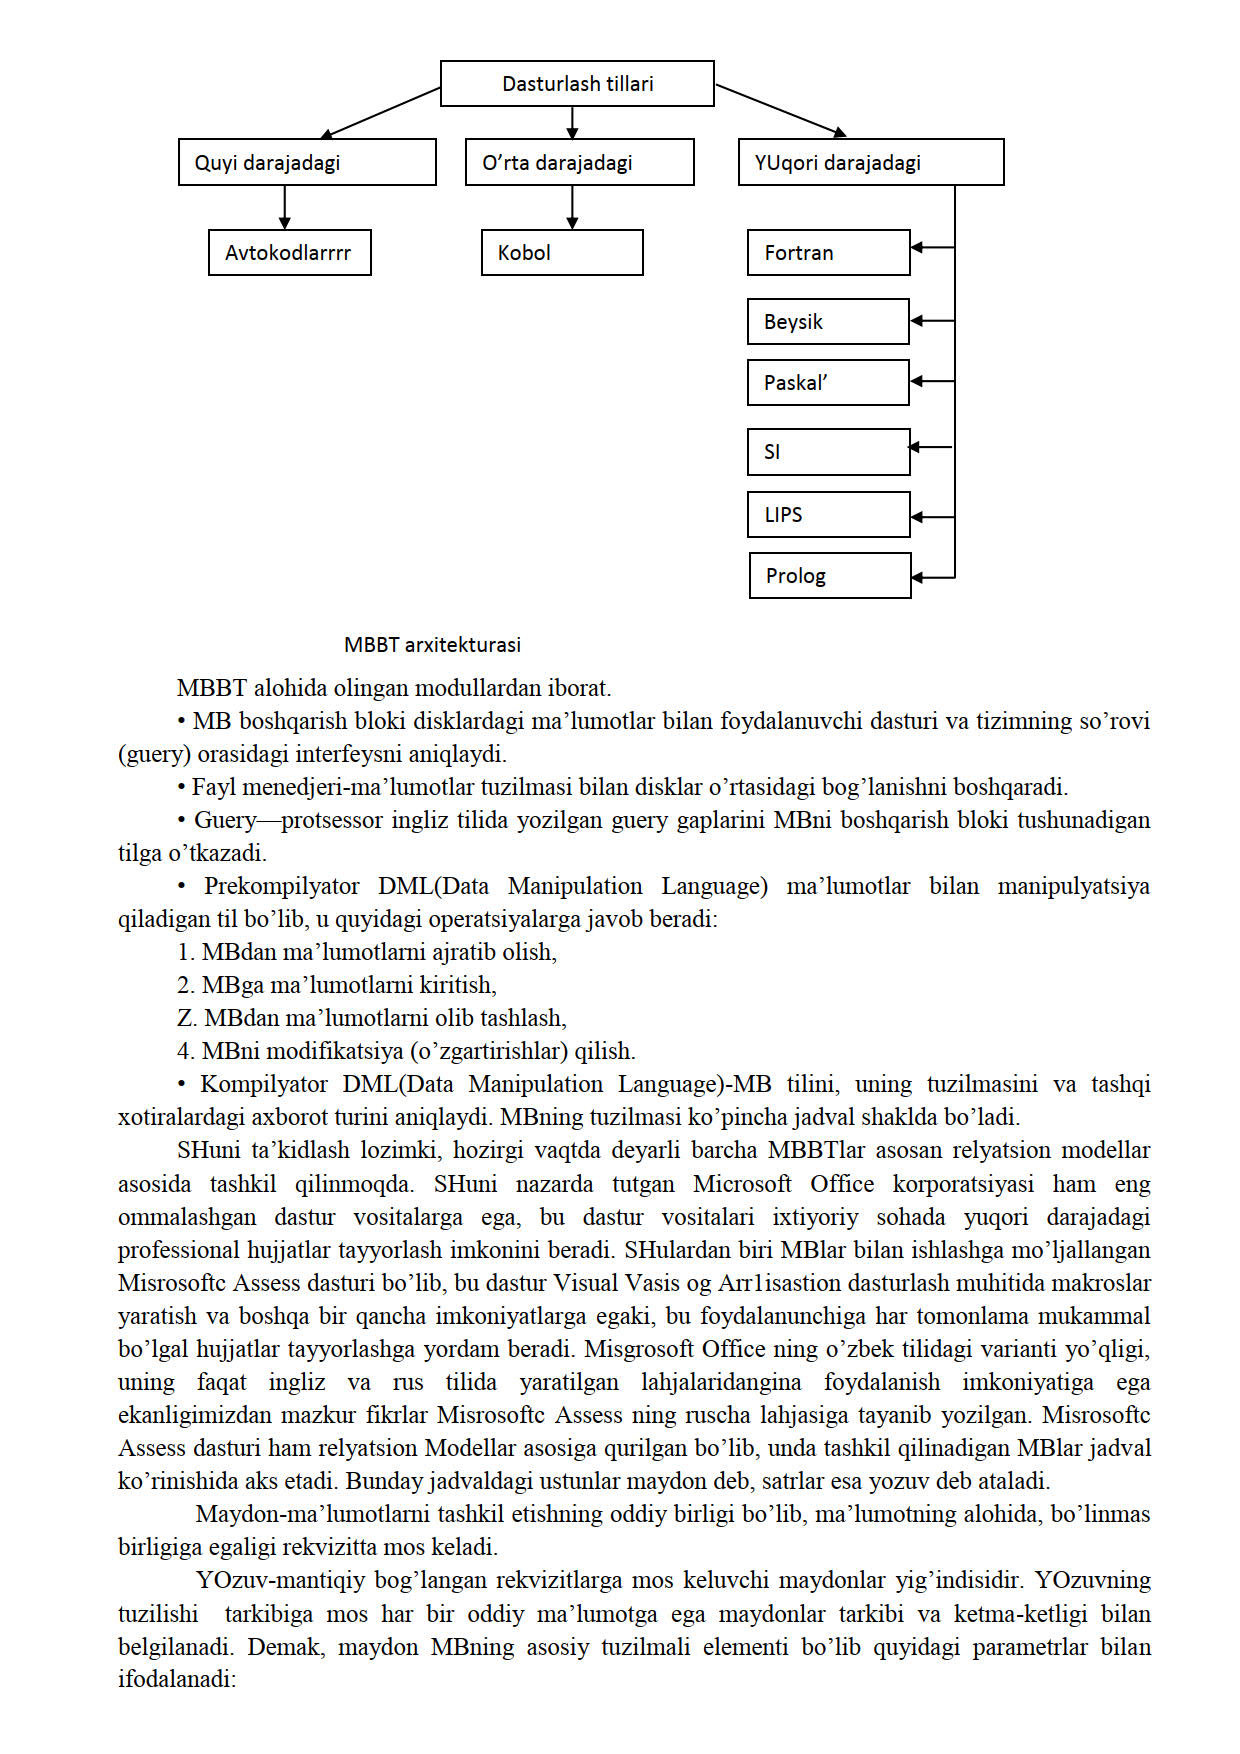 Dasturlash tillari
Quyi darajadagi
O’rta darajadagi
YUqori darajadagi
Avtokodlarrrr
Kobol
Fortran
Beysik
Paskal’
SI
LIPS
Prolog
MBBT arxitekturasi
MBBT alohida olingan modullardan iborat.
• MB boshqarish bloki disklardagi ma’lumotlar bilan foydalanuvchi dasturi va tizimning so’rovi
(guery) orasidagi interfeysni aniqlaydi.
• Fayl menedjeri-ma’lumotlar tuzilmasi bilan disklar o’rtasidagi bog’lanishni boshqaradi.
• Guery—protsessor ingliz tilida yozilgan guery gaplarini MBni boshqarish bloki tushunadigan
tilga o’tkazadi.
• Prekompilyator DML(Data Manipulation Language) ma’lumotlar bilan manipulyatsiya
qiladigan til bo’lib, u quyidagi operatsiyalarga javob beradi:
1. MBdan ma’lumotlarni ajratib olish,
2. MBga ma’lumotlarni kiritish,
Z. MBdan ma’lumotlarni olib tashlash,
4. MBni modifikatsiya (o’zgartirishlar) qilish.
• Kompilyator DML(Data Manipulation Language)-MB tilini, uning tuzilmasini va tashqi
xotiralardagi axborot turini aniqlaydi. MBning tuzilmasi ko’pincha jadval shaklda bo’ladi.
SHuni ta’kidlash lozimki, hozirgi vaqtda deyarli barcha MBBTlar asosan relyatsion modellar
asosida tashkil qilinmoqda. SHuni nazarda tutgan Microsoft Office korporatsiyasi ham eng
ommalashgan dastur vositalarga ega, bu dastur vositalari ixtiyoriy sohada yuqori darajadagi
professional hujjatlar tayyorlash imkonini beradi. SHulardan biri MBlar bilan ishlashga mo’ljallangan
Misrosoftc Assess dasturi bo’lib, bu dastur Visual Vasis og Arr1isastion dasturlash muhitida makroslar
yaratish va boshqa bir qancha imkoniyatlarga egaki, bu foydalanunchiga har tomonlama mukammal
bo’lgal hujjatlar tayyorlashga yordam beradi. Misgrosoft Office ning o’zbek tilidagi varianti yo’qligi,
uning faqat ingliz va rus tilida yaratilgan lahjalaridangina foydalanish imkoniyatiga ega
ekanligimizdan mazkur fikrlar Misrosoftc Assess ning ruscha lahjasiga tayanib yozilgan. Misrosoftc
Assess dasturi ham relyatsion Modellar asosiga qurilgan bo’lib, unda tashkil qilinadigan MBlar jadval
ko’rinishida aks etadi. Bunday jadvaldagi ustunlar maydon deb, satrlar esa yozuv deb ataladi.
Maydon-ma’lumotlarni tashkil etishning oddiy birligi bo’lib, ma’lumotning alohida, bo’linmas
birligiga egaligi rekvizitta mos keladi.
YOzuv-mantiqiy bog’langan rekvizitlarga mos keluvchi maydonlar yig’indisidir. YOzuvning
tuzilishi tarkibiga mos har bir oddiy ma’lumotga ega maydonlar tarkibi va ketma-ketligi bilan
belgilanadi. Demak, maydon MBning asosiy tuzilmali elementi bo’lib quyidagi parametrlar bilan
ifodalanadi: